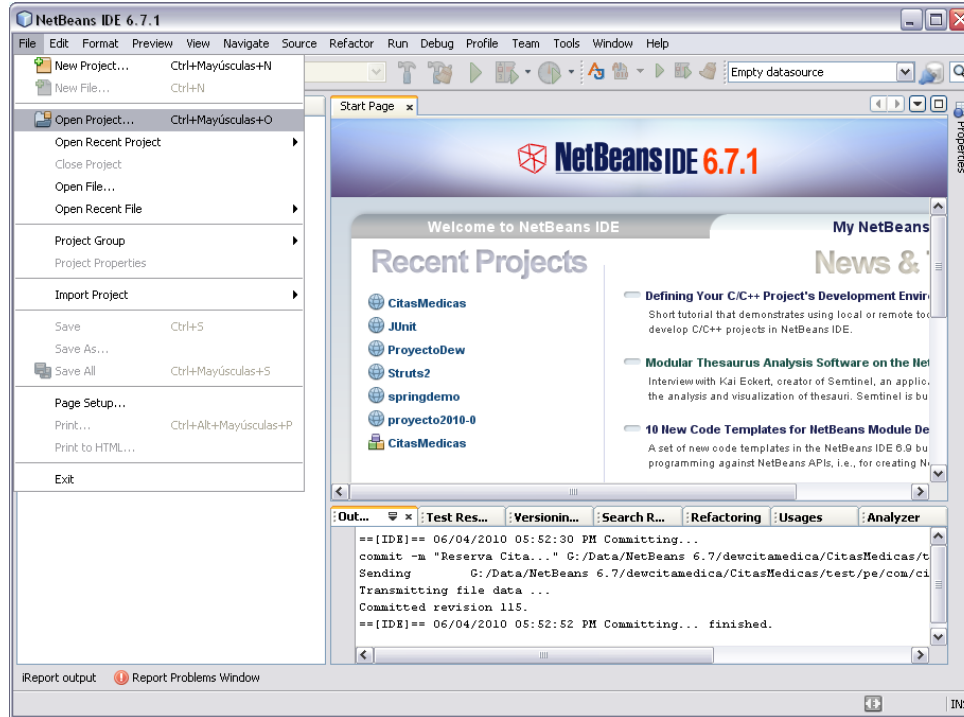 NetBeans IDE 6.7.1
File Edit Format Preview View Navigate Source Refactor Run Debug Profile Team Tools Window Help
New Project... Ctrl+Mayúsculas+N
New File... Ctrl+N
Open Project... Ctrl+Mayúsculas+O
Open Recent Project
Close Project
Open File...
Open Recent File
Project Group
Project Properties
Import Project
Save Ctrl+S
Save As...
Save All Ctrl+Mayúsculas+S
Page Setup...
Print... Ctrl+Alt+Mayúsculas+P
Print to HTML...
Exit
Empty datasource
Start Page
Properties
NetBeans IDE 6.7.1
Welcome to NetBeans IDE
My NetBeans
Recent Projects
CitasMedicas
JUnit
ProyectoDew
Struts2
springdemo
proyecto2010-0
CitasMedicas
News &
Defining Your C/C++ Project's Development Envir
Short tutorial that demonstrates using local or remote too
develop C/C++ projects in NetBeans IDE.
Modular Thesaurus Analysis Software on the Net
Interview with Kai Eckert, creator of Semtinel, an applic
the analysis and visualization of thesauri. Semtinel is bu
10 New Code Templates for NetBeans Module De
A set of new code templates in the NetBeans IDE 6.9 bu
programming against NetBeans APIs, i.e., for creating N
Out... Test Res... Versionin... Search R... Refactoring Usages Analyzer
==[IDE]== 06/04/2010 05:52:30 PM Committing...
commit -m "Reserva Cita..." G:/Data/NetBeans 6.7/dewcitamedica/CitasMedicas/t
Sending G:/Data/NetBeans 6.7/dewcitamedica/CitasMedicas/test/pe/com/ci
Transmitting file data ...
Committed revision 115.
==[IDE]== 06/04/2010 05:52:52 PM Committing... finished.
iReport output Report Problems Window
INS